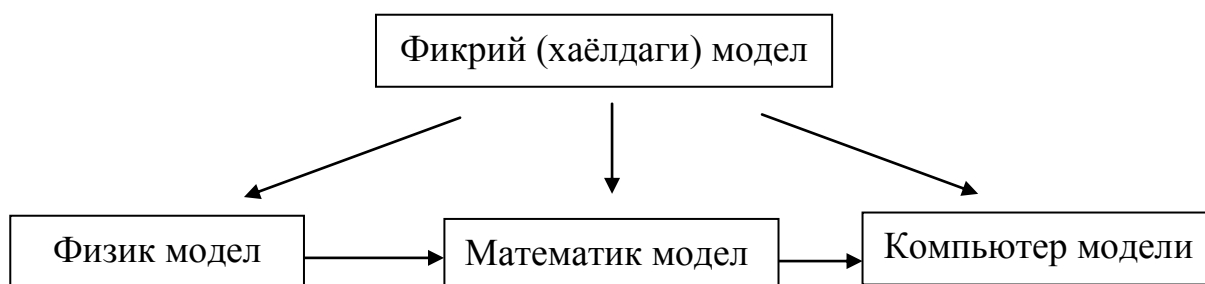 Фикрий (хаёлдаги) модел
Физик модел
Математик модел
Компьютер модели